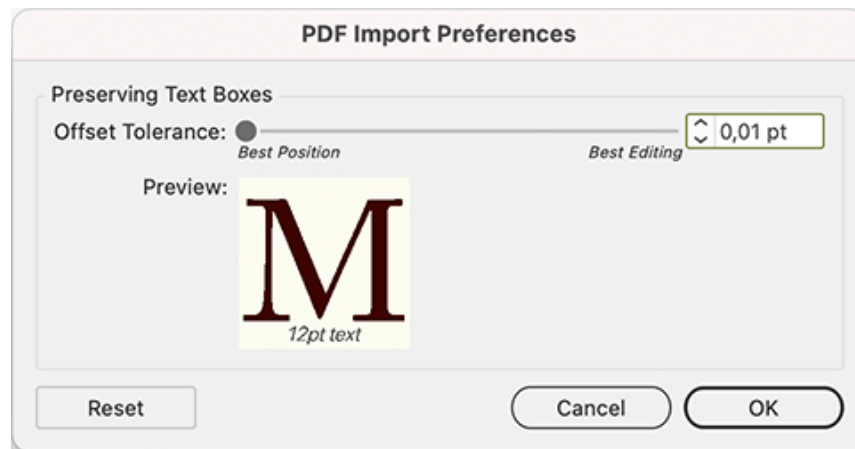 PDF Import Preferences
Preserving Text Boxes
Offset Tolerance: 0,01 pt
Best Position Best Editing
Preview:
M
12pt text
Reset Cancel OK